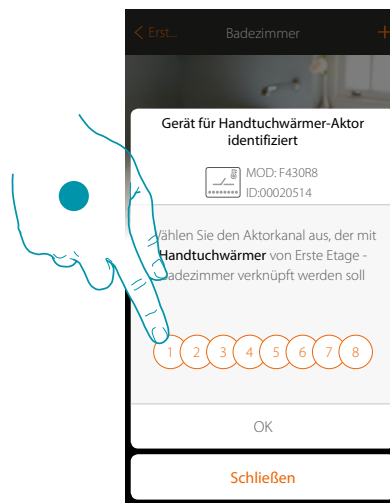 < Erst... Badezimmer +
Gerät für Handtuchwärmer-Aktor
identifiziert
MOD: F430R8
ID:00020514
Wählen Sie den Aktorkanal aus, der mit
Handtuchwärmer von Erste Etage -
Badezimmer verknüpft werden soll
1 2 3 4 5 6 7 8
OK
Schließen